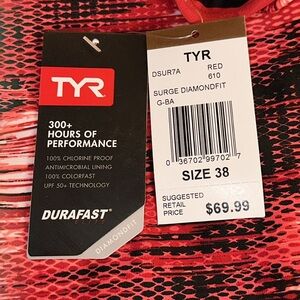 TYR
300+
HOURS OF
PERFORMANCE
100% CHLORINE PROOF
ANTIMICROBIAL LINING
100% COLORFAST
UPF 50+ TECHNOLOGY
DURAFAST
DIAMONDFIT
TYR
DSUR7A RED
610
SURGE DIAMONDFIT
G-BA
0 36702 99702 7
SIZE 38
SUGGESTED
RETAIL
PRICE $69.99